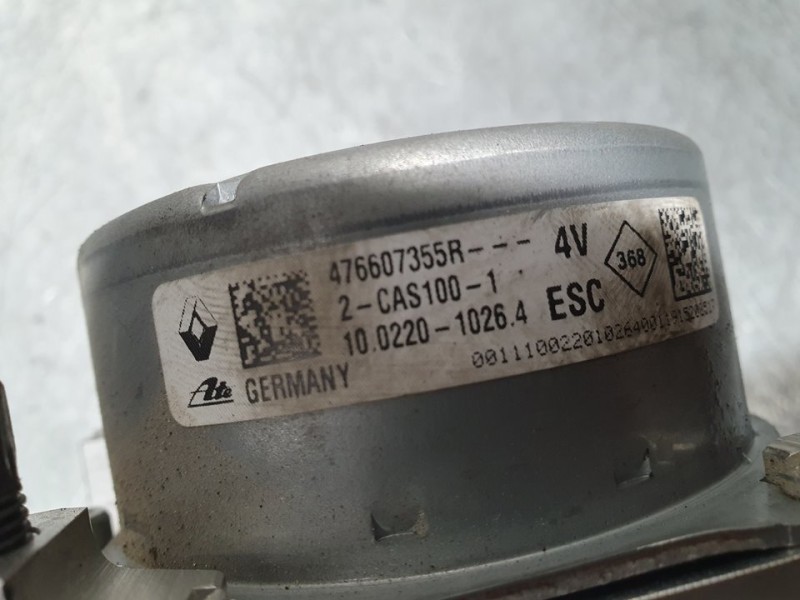 476607355R--- 4V
368
2-CAS100-1
10.0220-1026.4 ESC
Ate GERMANY